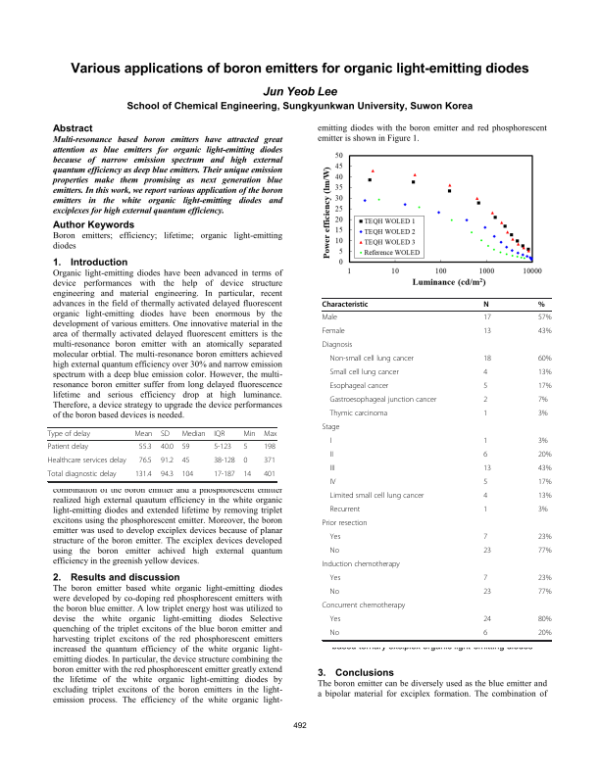 Various applications of boron emitters for organic light-emitting diodes
Jun Yeob Lee
School of Chemical Engineering, Sungkyunkwan University, Suwon Korea
Abstract
Multi-resonance based boron emitters have attracted great
attention as blue emitters for organic light-emitting diodes
because of narrow emission spectrum and high external
quantum efficiency as deep blue emitters. Their unique emission
properties make them promising as next generation blue
emitters. In this work, we report various application of the boron
emitters in the white organic light-emitting diodes and
exciplexes for high external quantum efficiency.
Author Keywords
Boron emitters; efficiency; lifetime; organic light-emitting
diodes
1. Introduction
Organic light-emitting diodes have been advanced in terms of
device performances with the help of device structure
engineering and material engineering. In particular, recent
advances in the field of thermally activated delayed fluorescent
organic light-emitting diodes have been enormous by the
development of various emitters. One innovative material in the
area of thermally activated delayed fluorescent emitters is the
multi-resonance boron emitter with an atomically separated
molecular orbtial. The multi-resonance boron emitters achieved
high external quantum efficiency over 30% and narrow emission
spectrum with a deep blue emission color. However, the multi-
resonance boron emitter suffer from long delayed fluorescence
lifetime and serious efficiency drop at high luminance.
Therefore, a device strategy to upgrade the device performances
of the boron based devices is needed.
Type of delay Mean SD Median IQR Min Max
Patient delay 55.3 40.0 59 5-123 5 198
Healthcare services delay 76.5 91.2 45 38-128 0 371
Total diagnostic delay 131.4 94.3 104 17-187 14 401
combination of the boron emitter and a phosphorescent emitter
realized high external quautum efficiency in the white organic
light-emitting diodes and extended lifetime by removing triplet
excitons using the phosphorescent emitter. Moreover, the boron
emitter was used to develop exciplex devices because of planar
structure of the boron emitter. The exciplex devices developed
using the boron emitter achived high external quantum
efficiency in the greenish yellow devices.
2. Results and discussion
The boron emitter based white organic light-emitting diodes
were developed by co-doping red phosphorescent emitters with
the boron blue emitter. A low triplet energy host was utilized to
devise the white organic light-emitting diodes Selective
quenching of the triplet excitons of the blue boron emitter and
harvesting triplet excitons of the red phosphorescent emitters
increased the quantum efficiency of the white organic light-
emitting diodes. In particular, the device structure combining the
boron emitter with the red phosphorescent emitter greatly extend
the lifetime of the white organic light-emitting diodes by
excluding triplet excitons of the boron emitters in the light-
emission process. The efficiency of the white organic light-
emitting diodes with the boron emitter and red phosphorescent
emitter is shown in Figure 1.
Power efficiency (lm/W)
50
45
40
35
30
25
20
15
10
5
0
TEQH WOLED 1
TEQH WOLED 2
TEQH WOLED 3
Reference WOLED
1 10 100 1000 10000
Luminance (cd/m²)
Characteristic N %
Male 17 57%
Female 13 43%
Diagnosis
Non-small cell lung cancer 18 60%
Small cell lung cancer 4 13%
Esophageal cancer 5 17%
Gastroesophageal junction cancer 2 7%
Thymic carcinoma 1 3%
Stage
I 1 3%
II 6 20%
III 13 43%
IV 5 17%
Limited small cell lung cancer 4 13%
Recurrent 1 3%
Prior resection
Yes 7 23%
No 23 77%
Induction chemotherapy
Yes 7 23%
No 23 77%
Concurrent chemotherapy
Yes 24 80%
No 6 20%
3. Conclusions
The boron emitter can be diversely used as the blue emitter and
a bipolar material for exciplex formation. The combination of
492